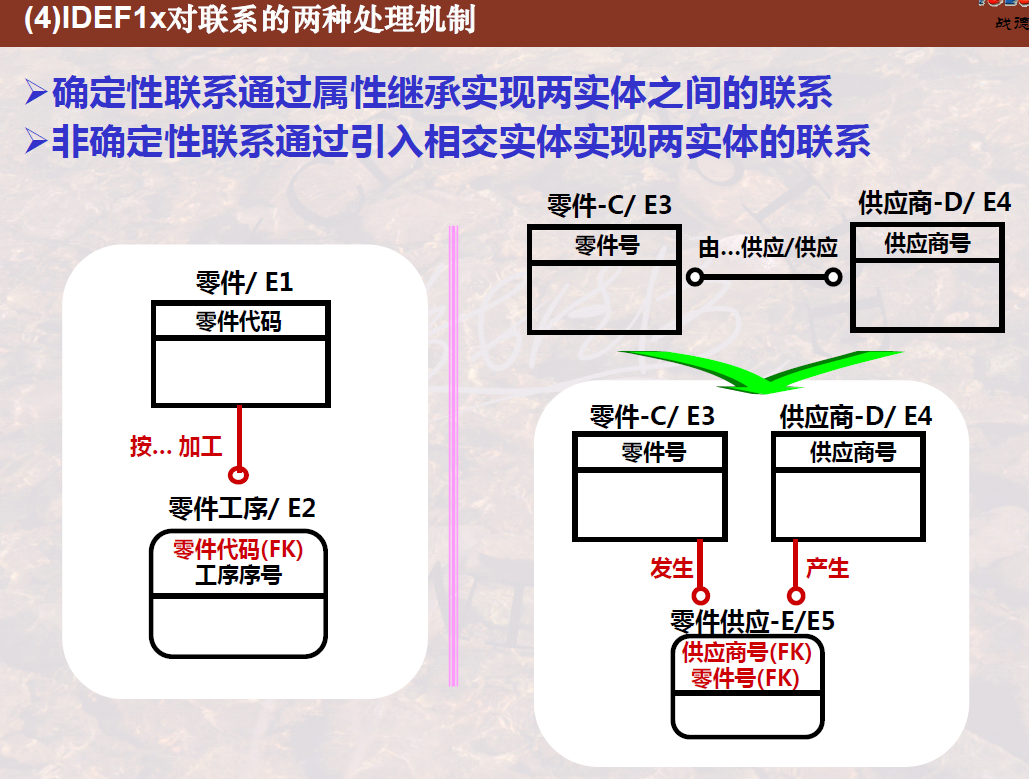 (4)IDEF1x对联系的两种处理机制
战德
➢确定性联系通过属性继承实现两实体之间的联系
➢非确定性联系通过引入相交实体实现两实体的联系
零件/ E1
零件代码
按... 加工
零件工序/ E2
零件代码(FK)
工序序号
零件-C/ E3
零件号
由...供应/供应
供应商-D/ E4
供应商号
零件-C/ E3
零件号
供应商-D/ E4
供应商号
发生
产生
零件供应-E/E5
供应商号(FK)
零件号(FK)